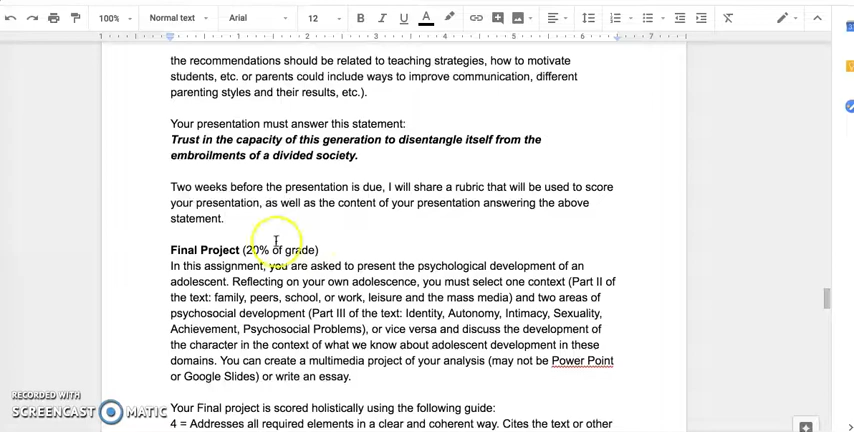 100% Normal text Arial 12 B I U A
1 1 2 3 4 5 6 7
the recommendations should be related to teaching strategies, how to motivate
students, etc. or parents could include ways to improve communication, different
parenting styles and their results, etc.).
Your presentation must answer this statement:
Trust in the capacity of this generation to disentangle itself from the
embroilments of a divided society.
Two weeks before the presentation is due, I will share a rubric that will be used to score
your presentation, as well as the content of your presentation answering the above
statement.
Final Project (20% of grade)
In this assignment, you are asked to present the psychological development of an
adolescent. Reflecting on your own adolescence, you must select one context (Part II of
the text: family, peers, school, or work, leisure and the mass media) and two areas of
psychosocial development (Part III of the text: Identity, Autonomy, Intimacy, Sexuality,
Achievement, Psychosocial Problems), or vice versa and discuss the development of
the character in the context of what we know about adolescent development in these
domains. You can create a multimedia project of your analysis (may not be Power Point
or Google Slides) or write an essay.
Your Final project is scored holistically using the following guide:
4 = Addresses all required elements in a clear and coherent way. Cites the text or other
RECORDED WITH
SCREENCAST MATIC